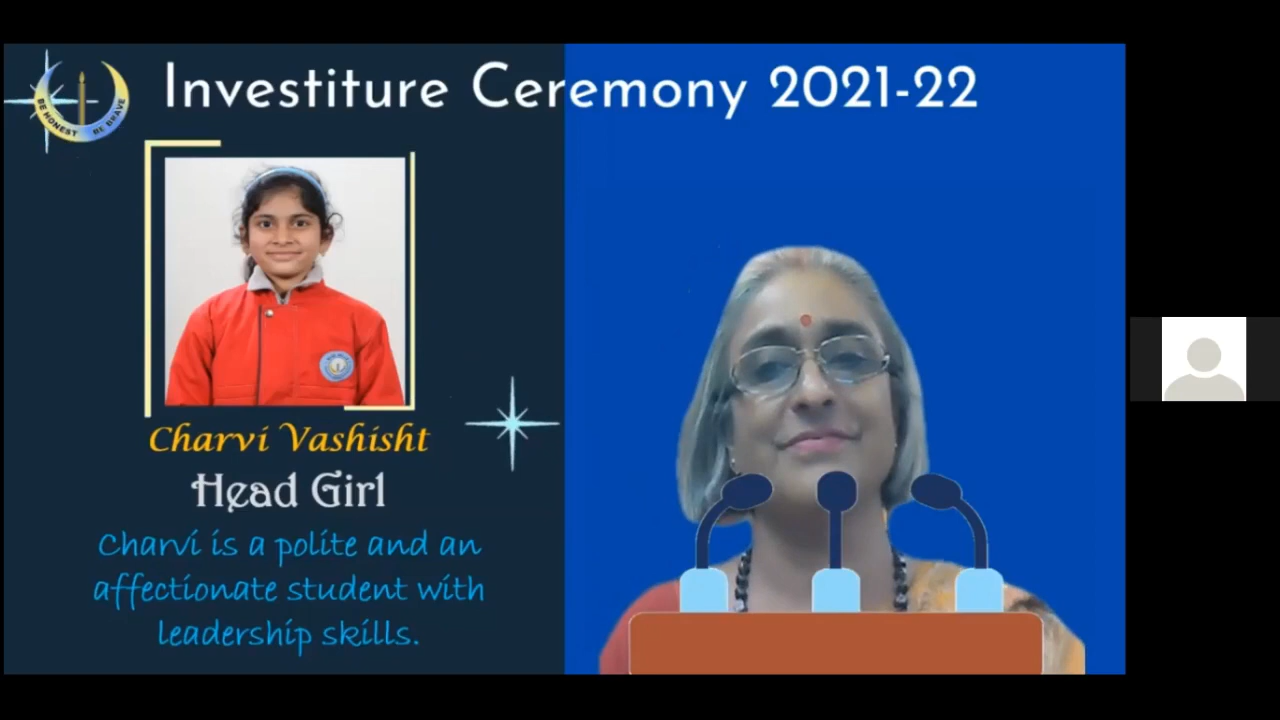 Investiture Ceremony 2021-22
BE HONEST BE BRAVE
Charvi Vashisht
Head Girl
Charvi is a polite and an
affectionate student with
leadership skills.